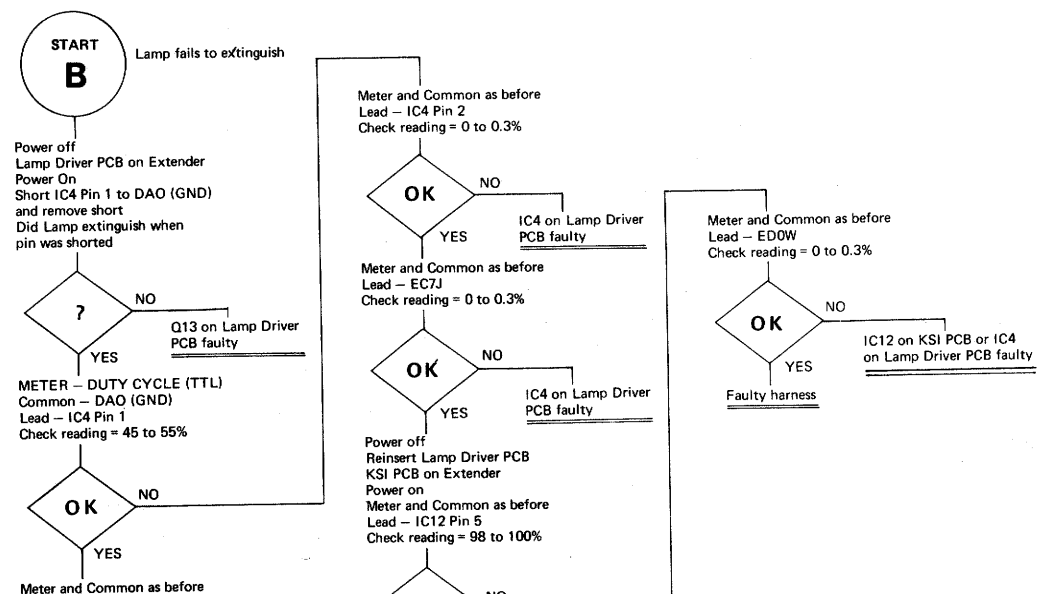 START
B
Lamp fails to extinguish
Power off
Lamp Driver PCB on Extender
Power On
Short IC4 Pin 1 to DAO (GND)
and remove short
Did Lamp extinguish when
pin was shorted
?
NO
Q13 on Lamp Driver
PCB faulty
YES
METER – DUTY CYCLE (TTL)
Common – DAO (GND)
Lead – IC4 Pin 1
Check reading = 45 to 55%
OK
NO
YES
Meter and Common as before
Meter and Common as before
Lead – IC4 Pin 2
Check reading = 0 to 0.3%
OK
NO
IC4 on Lamp Driver
PCB faulty
YES
Meter and Common as before
Lead – EC7J
Check reading = 0 to 0.3%
OK
NO
IC4 on Lamp Driver
PCB faulty
YES
Power off
Reinsert Lamp Driver PCB
KSI PCB on Extender
Power on
Meter and Common as before
Lead – IC12 Pin 5
Check reading = 98 to 100%
NO
Meter and Common as before
Lead – ED0W
Check reading = 0 to 0.3%
OK
NO
IC12 on KSI PCB or IC4
on Lamp Driver PCB faulty
YES
Faulty harness